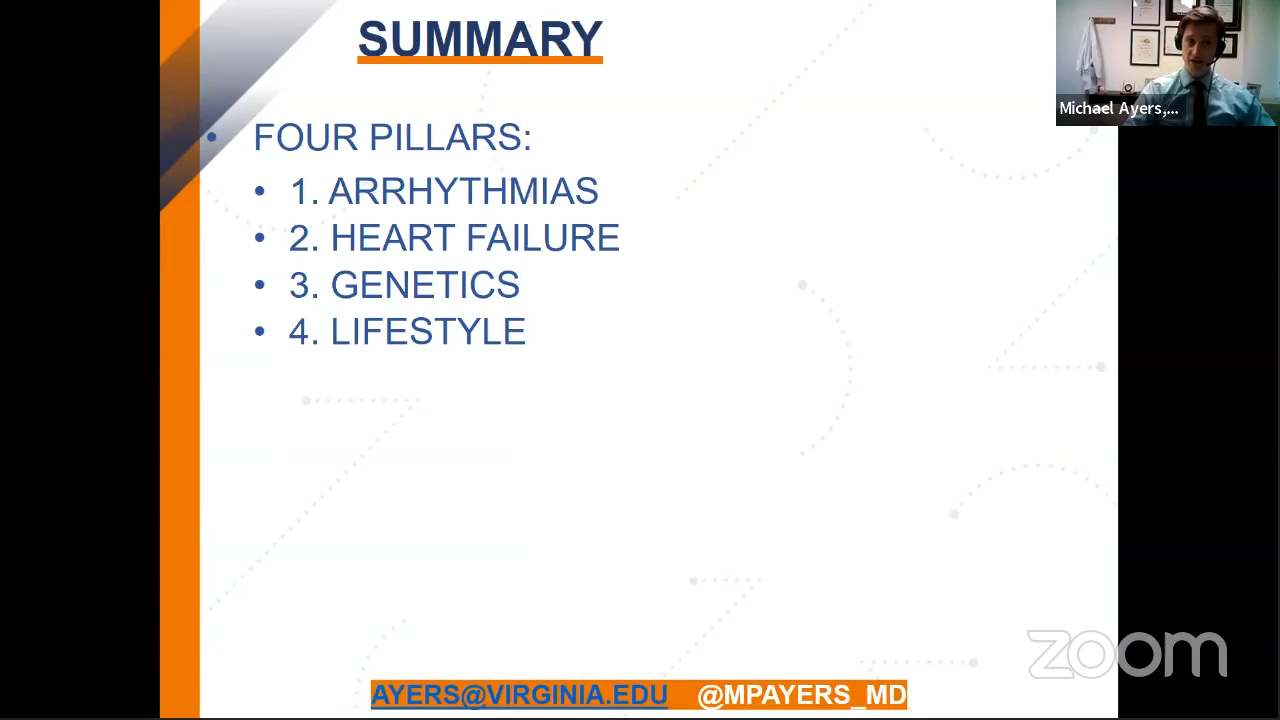 SUMMARY
Michael Ayers,...
• FOUR PILLARS:
• 1. ARRHYTHMIAS
• 2. HEART FAILURE
• 3. GENETICS
• 4. LIFESTYLE
zoom
AYERS@VIRGINIA.EDU @MPAYERS_MD